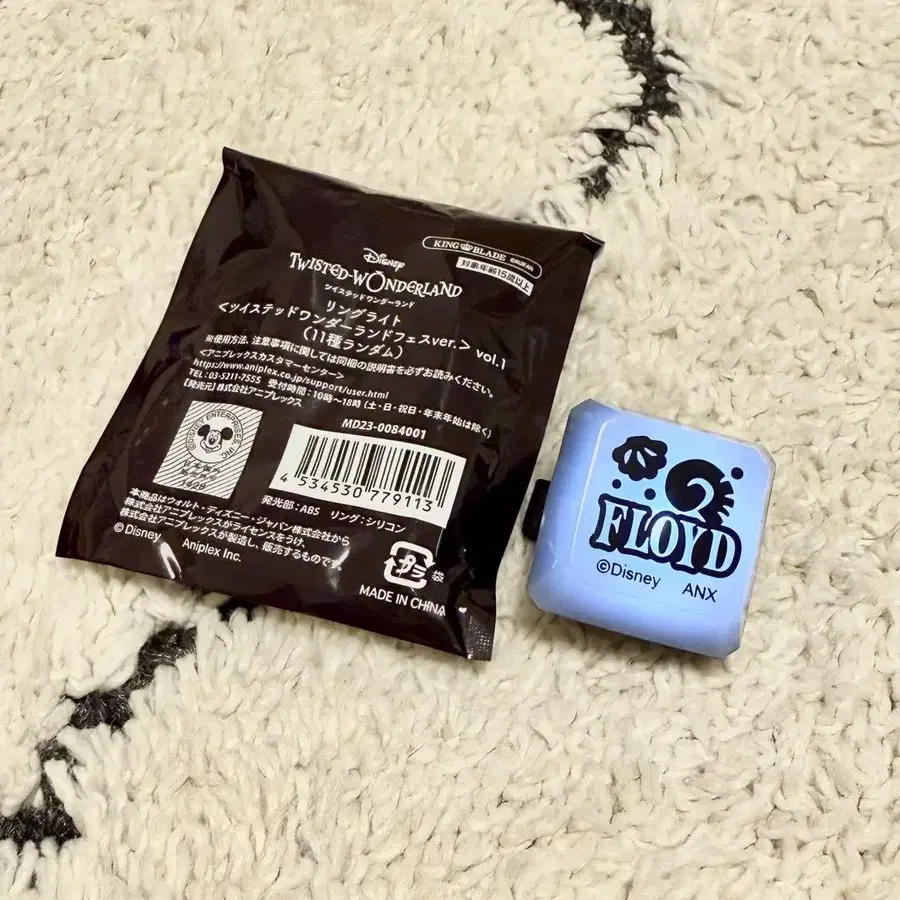 KING BLADE
対象年齢15歳以上
Disney
TWISTED-WONDERLAND
ツイステッドワンダーランド
リングライト
<ツイステッドワンダーランドフェスver.> vol.1
(11種ランダム)
※使用方法、注意事項に関しては同梱の説明書を必ずお読みください。
<アニプレックスカスタマーセンター>
https://www.aniplex.co.jp/support/user.html
TEL:03-5211-7555 受付時間:10時〜18時(土・日・祝日・年末年始は除く)
【発売元】株式会社アニプレックス
MD23-0084001
©DISNEY ENTERPRISES, INC.
4 534530 779113
発光部:ABS リング:シリコン
本商品はウォルト・ディズニー・ジャパン株式会社から
株式会社アニプレックスがライセンスをうけ、
株式会社アニプレックスが製造し、販売するものです
©Disney Aniplex Inc.
プラ
袋
MADE IN CHINA
FLOYD
©Disney ANX